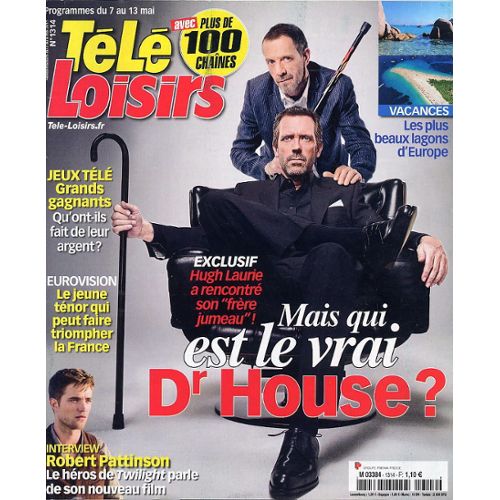 Programmes du 7 au 13 mai
N°1314
TéLé
Loisirs
Tele-Loisirs.fr
avec PLUS DE
100
CHAÎNES
VACANCES
Les plus
beaux lagons
d'Europe
JEUX TÉLÉ
Grands
gagnants
Qu'ont-ils
fait de leur
argent ?
EUROVISION
Le jeune
ténor qui
peut faire
triompher
la France
EXCLUSIF
Hugh Laurie
a rencontré
son "frère
jumeau" !
Mais qui
est le vrai
Dr House ?
INTERVIEW
Robert Pattinson
Le héros de Twilight parle
de son nouveau film
M 03384 - 1314 - F: 1,10 €